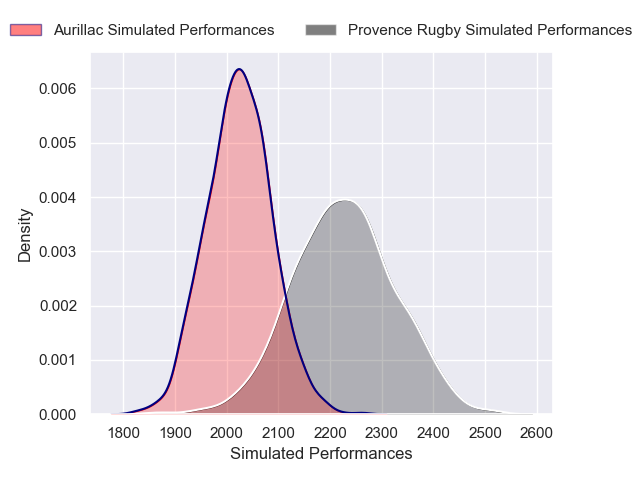 Aurillac Simulated Performances
Provence Rugby Simulated Performances
0.006
0.005
0.004
0.003
0.002
0.001
0.000
Density
1800 1900 2000 2100 2200 2300 2400 2500 2600
Simulated Performances